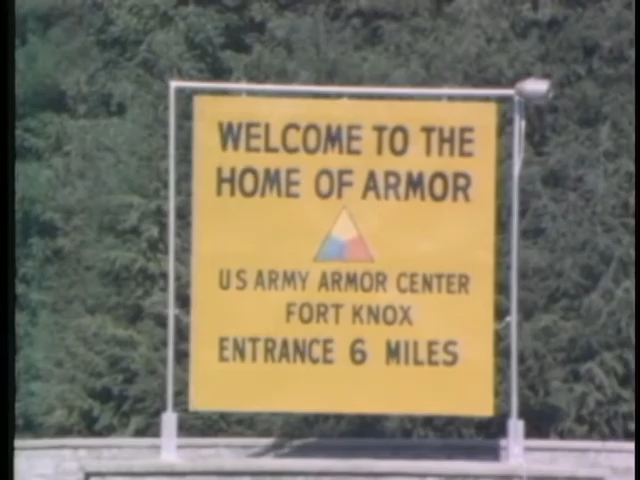 WELCOME TO THE
HOME OF ARMOR
US ARMY ARMOR CENTER
FORT KNOX
ENTRANCE 6 MILES